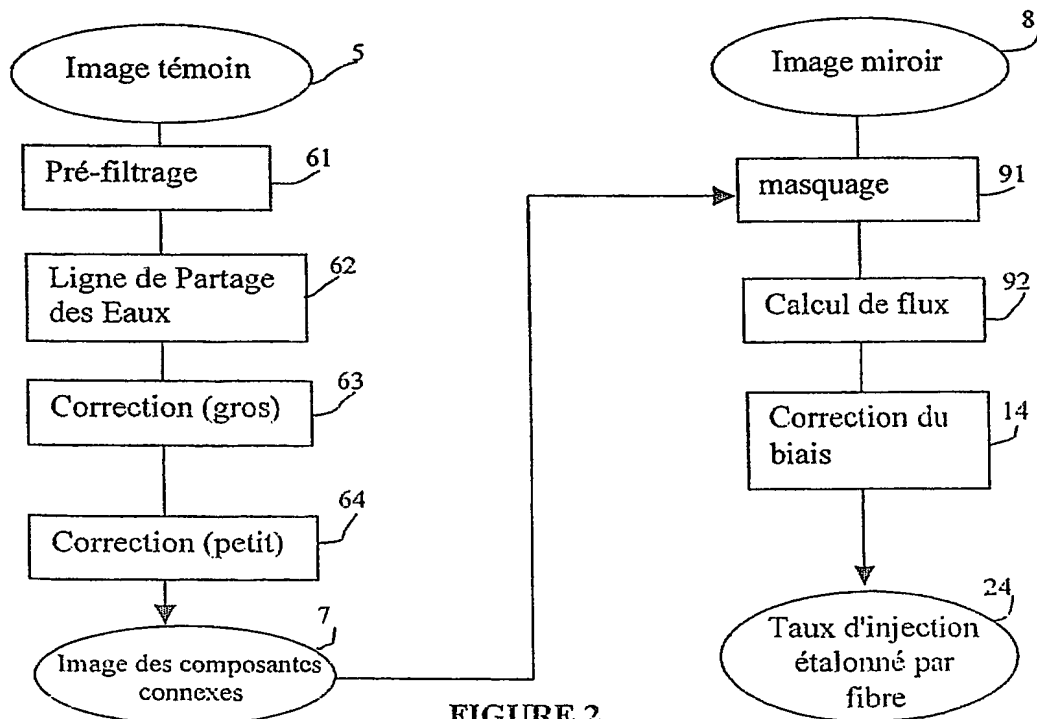 Image témoin
5
Pré-filtrage
61
Ligne de Partage
des Eaux
62
Correction (gros)
63
Correction (petit)
64
Image des composantes
connexes
7
Image miroir
8
masquage
91
Calcul de flux
92
Correction du
biais
14
Taux d'injection
étalonné par
fibre
24
FIGURE 2